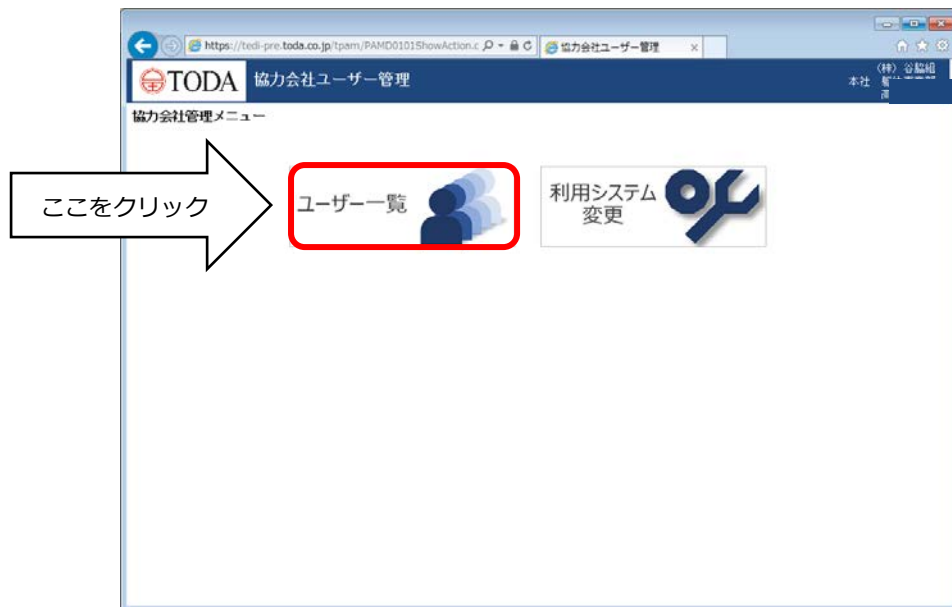 https://tedi-pre.toda.co.jp/tpam/PAMD0101ShowAction.c
協力会社ユーザー管理
TODA
協力会社ユーザー管理
(株) 谷脇組
本社
協力会社管理メニュー
ここをクリック
ユーザー一覧
利用システム
変更